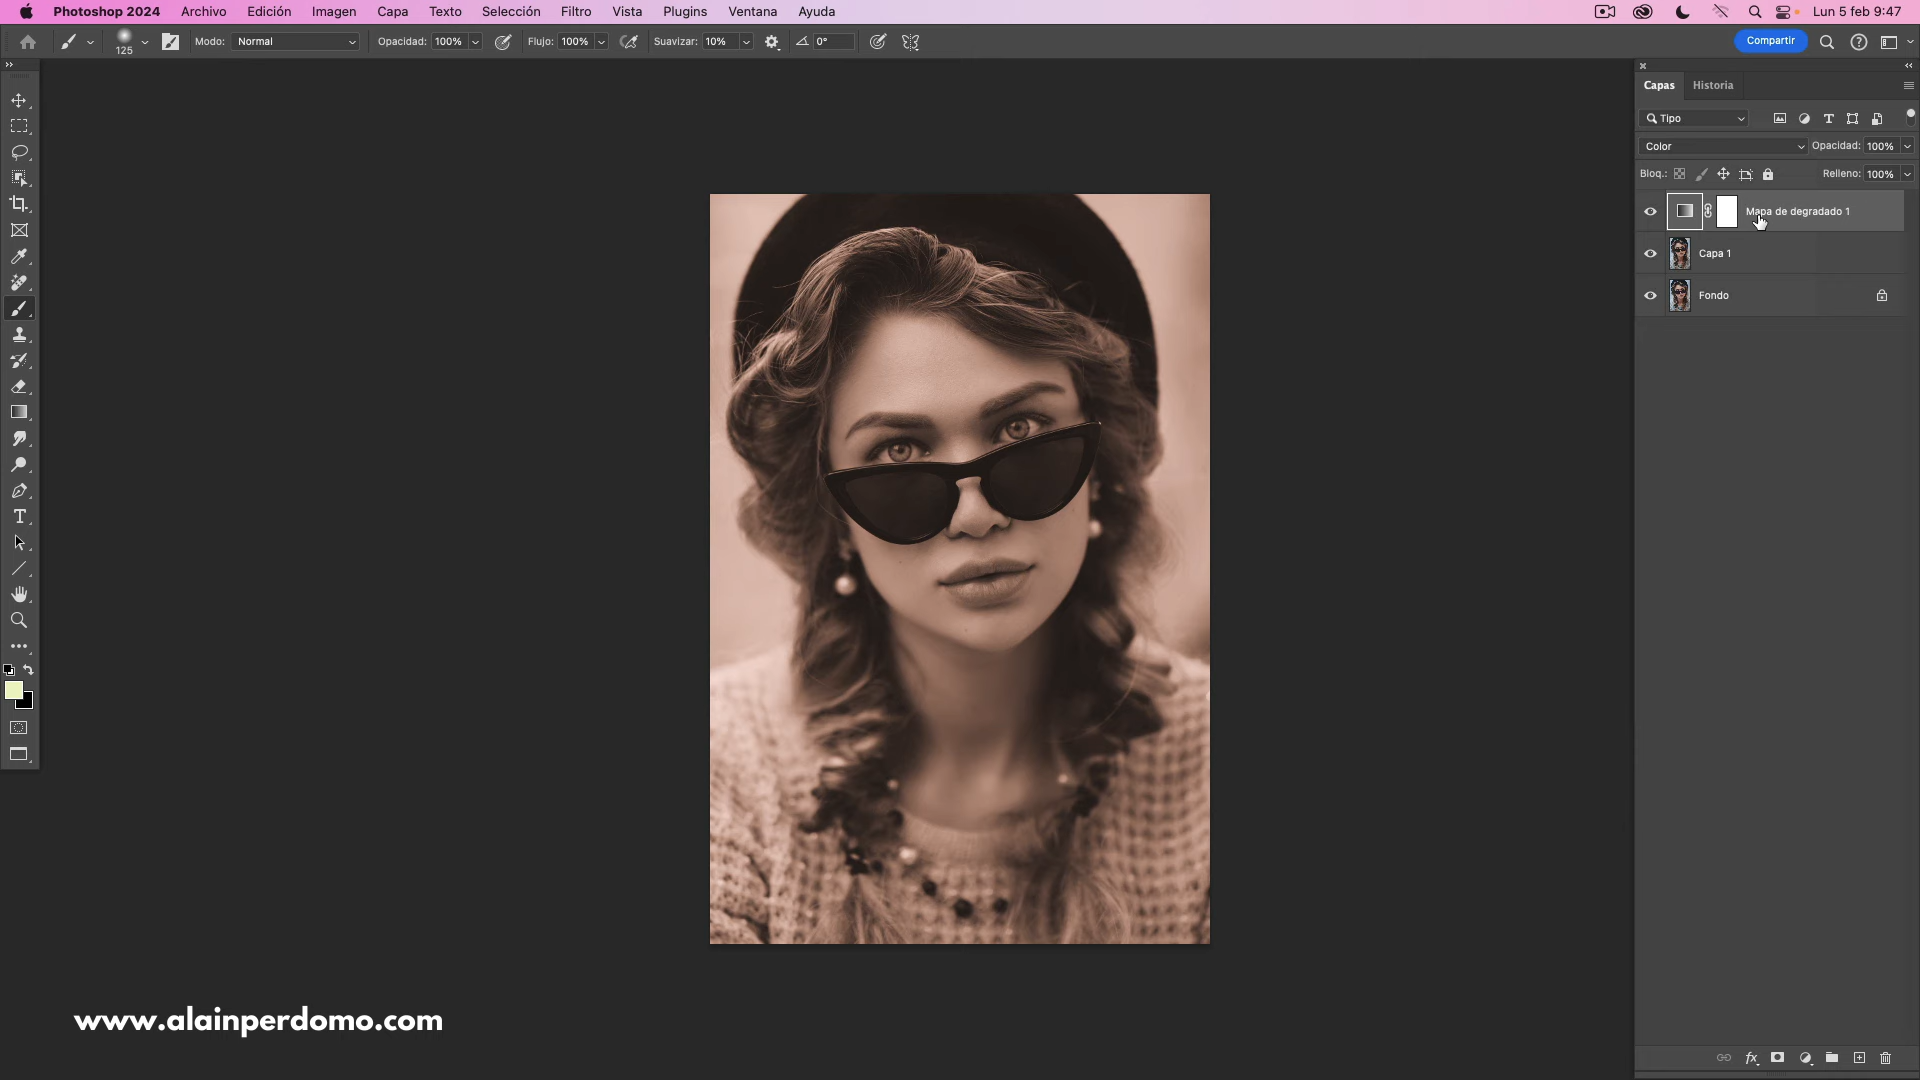 Photoshop 2024 Archivo Edición Imagen Capa Texto Selección Filtro Vista Plugins Ventana Ayuda Lun 5 feb 9:47
125 Modo: Normal Opacidad: 100% Flujo: 100% Suavizar: 10% 0° Compartir
Capas Historia
Tipo
Color Opacidad: 100%
Bloq.: Relleno: 100%
Mapa de degradado 1
Capa 1
Fondo
www.alainperdomo.com